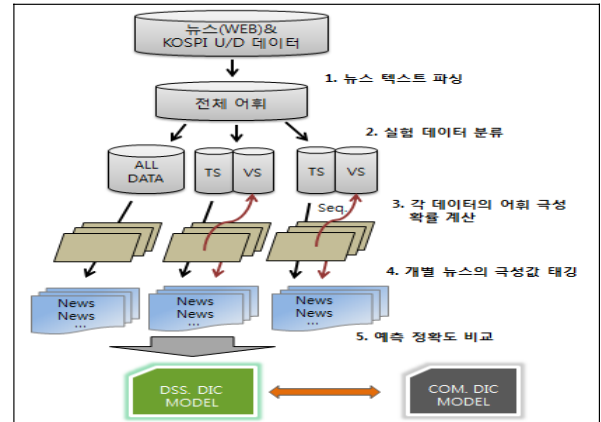 뉴스(WEB)&
KOSPI U/D 데이터
1. 뉴스 텍스트 파싱
전체 어휘
2. 실험 데이터 분류
ALL
DATA
TS
VS
TS
VS
Seq.
3. 각 데이터의 어휘 극성
확률 계산
4. 개별 뉴스의 극성값 태깅
News
News
...
News
News
...
News
News
...
5. 예측 정확도 비교
DSS. DIC
MODEL
COM. DIC
MODEL